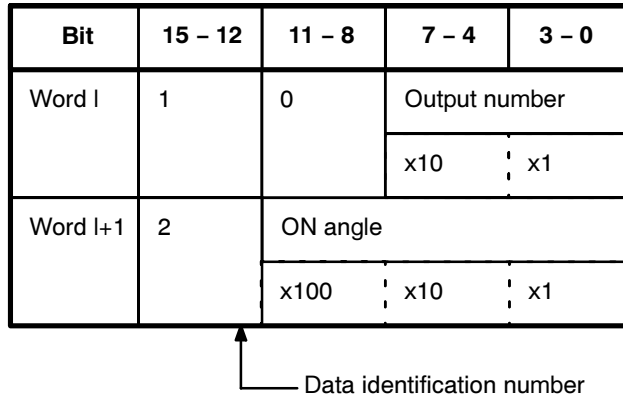 Bit 15 – 12 11 – 8 7 – 4 3 – 0
Word l 1 0 Output number
x10 x1
Word l+1 2 ON angle
x100 x10 x1
Data identification number